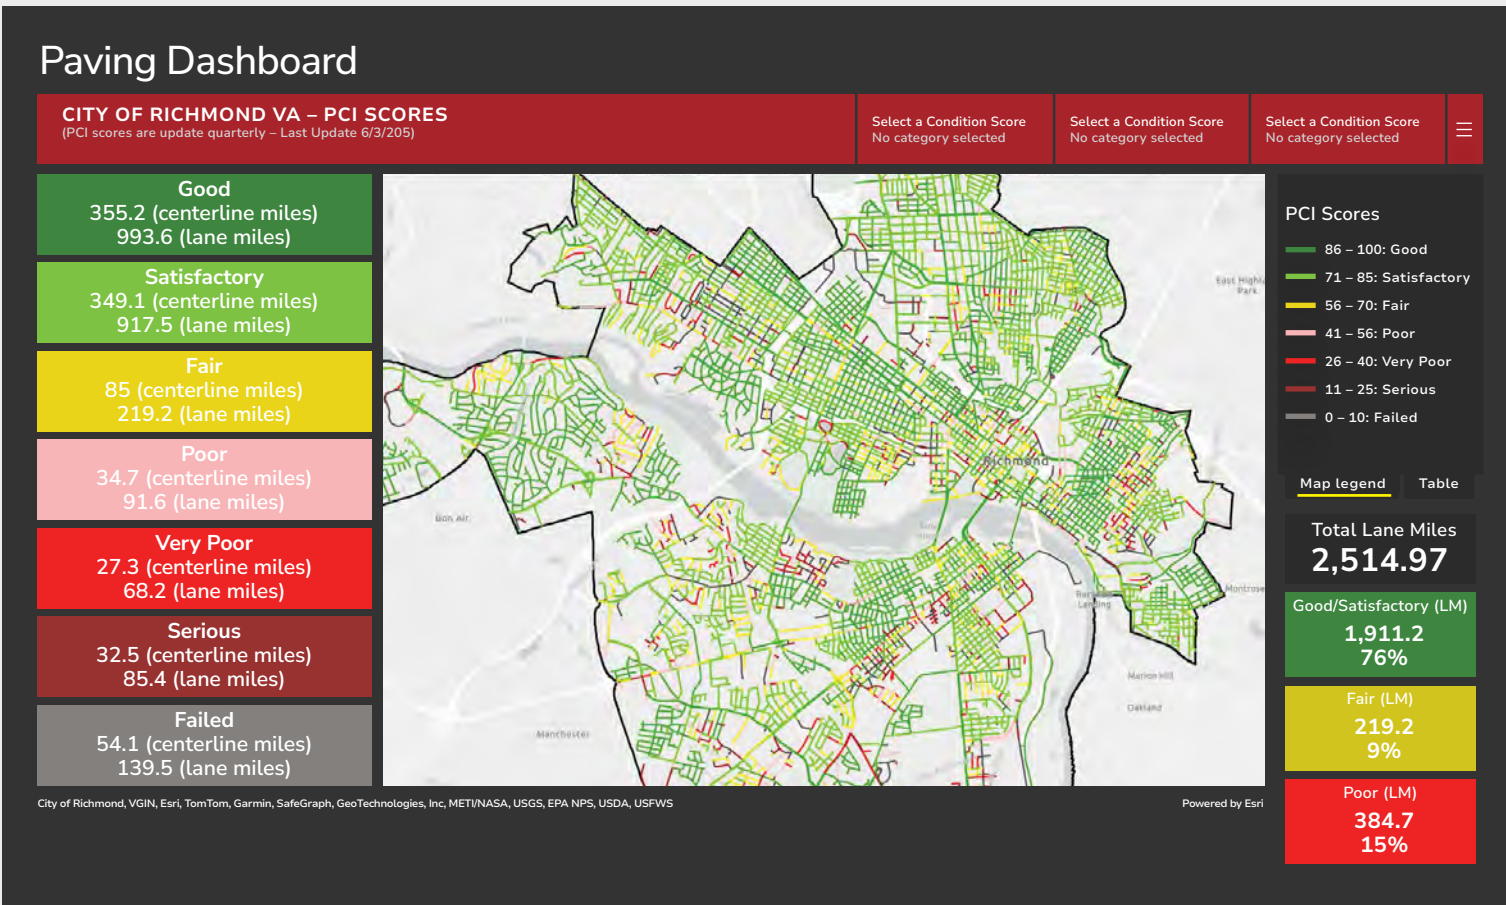 Paving Dashboard
CITY OF RICHMOND VA – PCI SCORES
(PCI scores are update quarterly – Last Update 6/3/205)
Select a Condition Score
No category selected
Select a Condition Score
No category selected
Select a Condition Score
No category selected
Good
355.2 (centerline miles)
993.6 (lane miles)
Satisfactory
349.1 (centerline miles)
917.5 (lane miles)
Fair
85 (centerline miles)
219.2 (lane miles)
Poor
34.7 (centerline miles)
91.6 (lane miles)
Very Poor
27.3 (centerline miles)
68.2 (lane miles)
Serious
32.5 (centerline miles)
85.4 (lane miles)
Failed
54.1 (centerline miles)
139.5 (lane miles)
East Highla
Park
Richmond
Bon Air
Landing
Montrose
Marion Hill
Oakland
Manchester
PCI Scores
86 – 100: Good
71 – 85: Satisfactory
56 – 70: Fair
41 – 56: Poor
26 – 40: Very Poor
11 – 25: Serious
0 – 10: Failed
Map legend
Table
Total Lane Miles
2,514.97
Good/Satisfactory (LM)
1,911.2
76%
Fair (LM)
219.2
9%
Poor (LM)
384.7
15%
City of Richmond, VGIN, Esri, TomTom, Garmin, SafeGraph, GeoTechnologies, Inc, METI/NASA, USGS, EPA NPS, USDA, USFWS
Powered by Esri